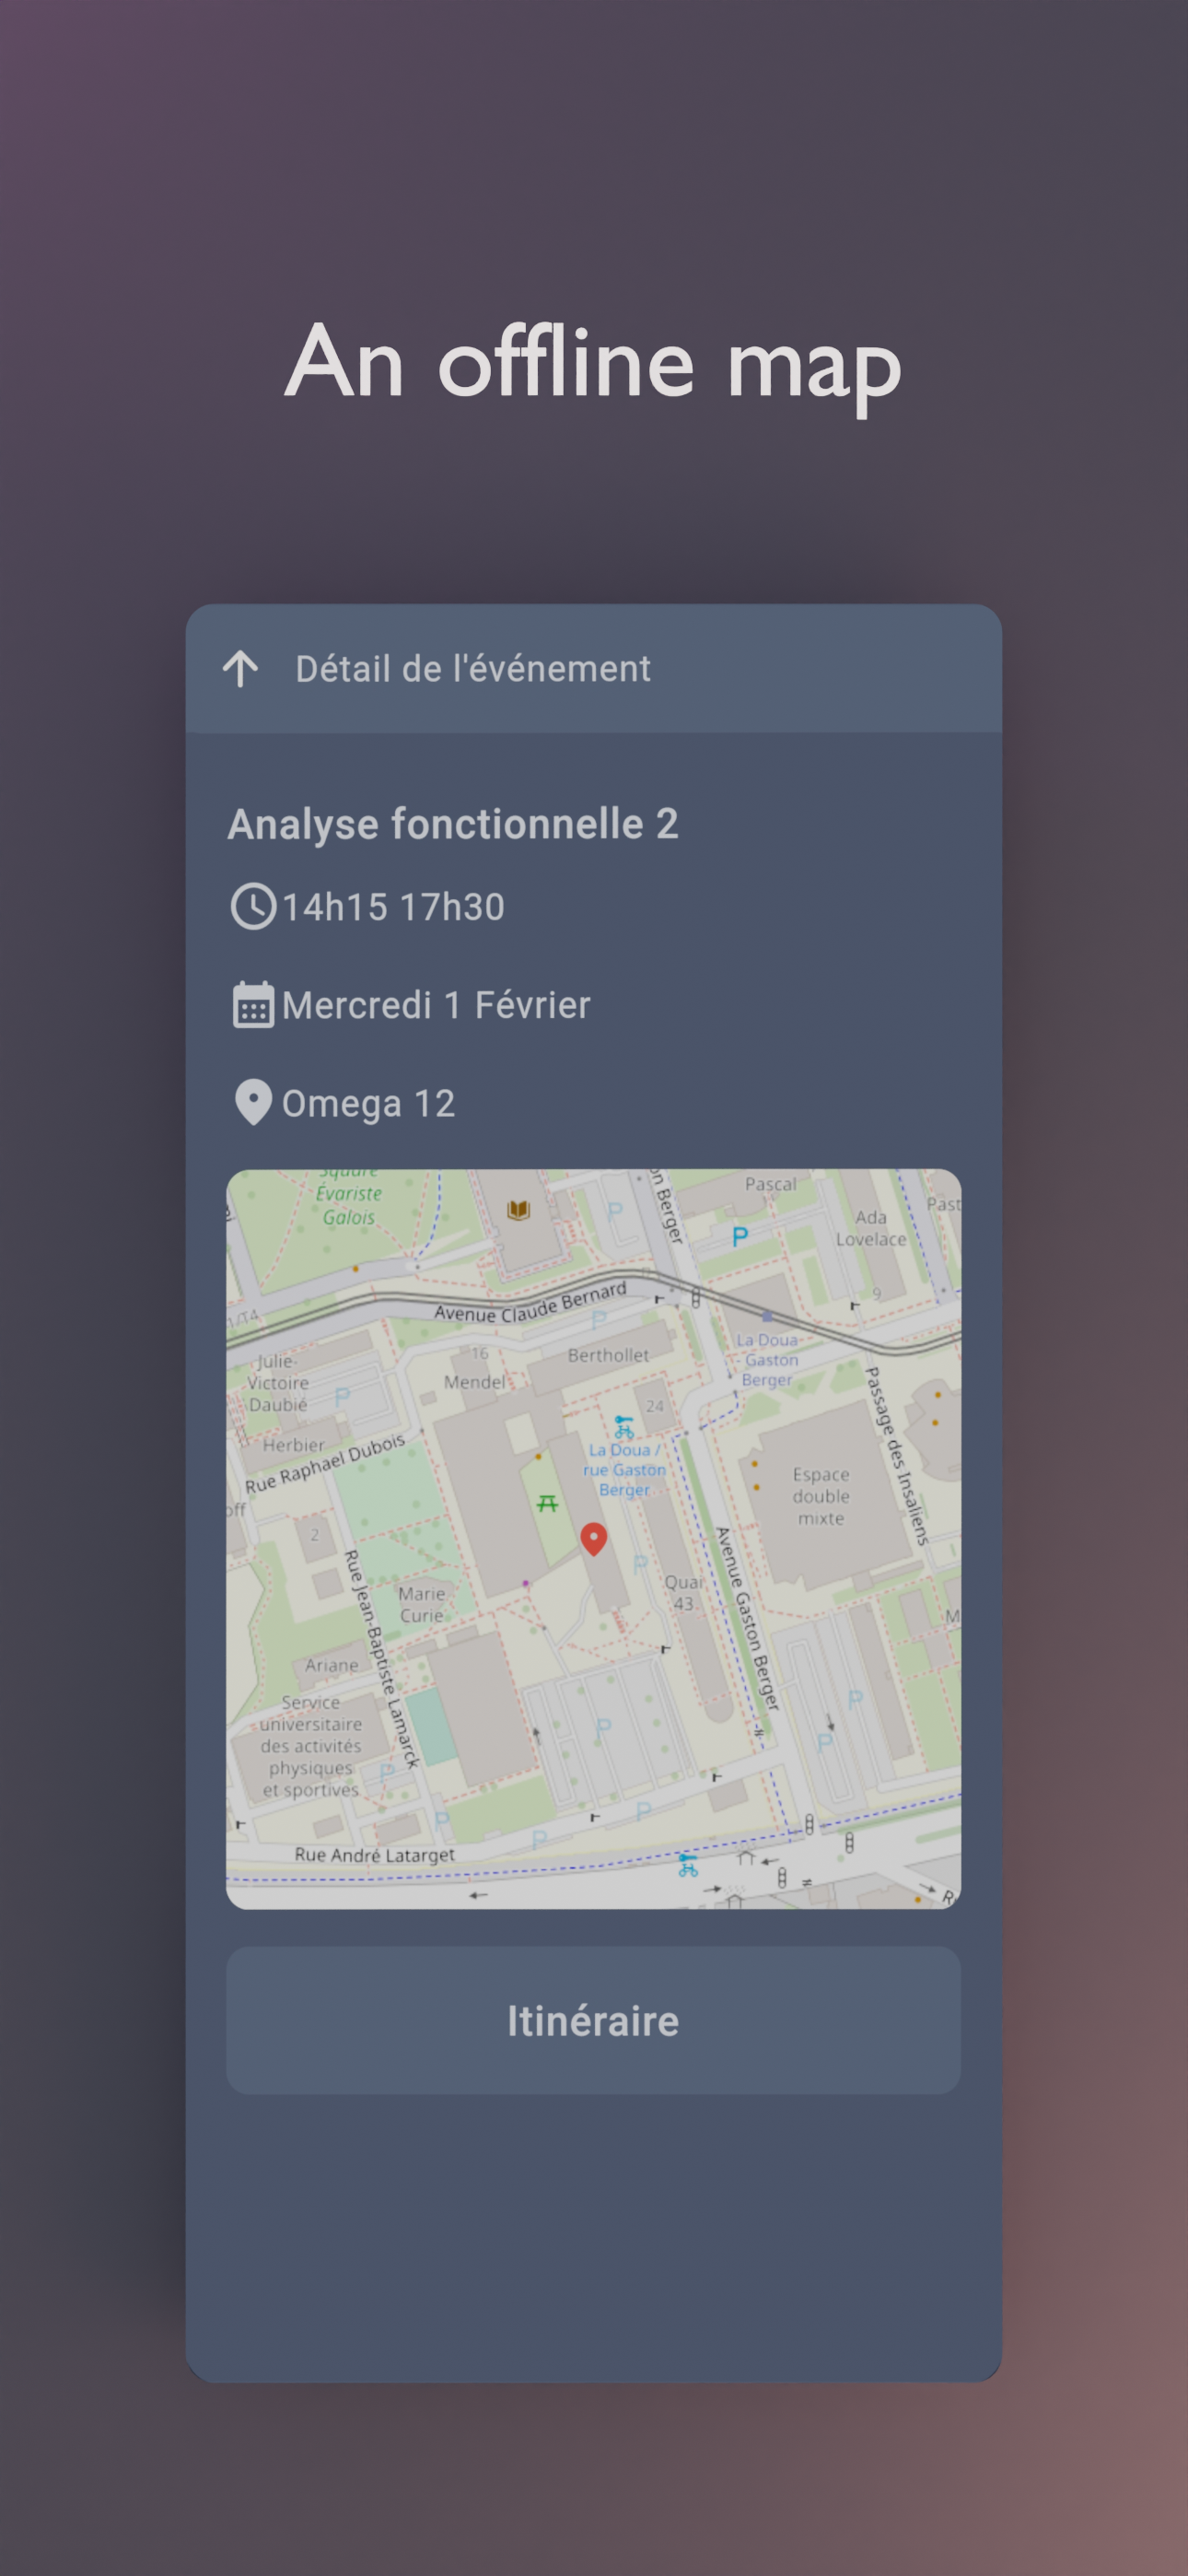 An offline map
Détail de l'événement
Analyse fonctionnelle 2
14h15 17h30
Mercredi 1 Février
Omega 12
Square
Évariste
Galois
on Berger
Pascal
P
P
Ada
Lovelace
Past
9
1/T4
Avenue Claude Bernard
P
La Doua
- Gaston
Berger
Julie-
Victoire
Daubié
P
16
Mendel
Berthollet
24
Passage des Insaliens
Herbier
Rue Raphael Dubois
La Doua /
rue Gaston
Berger
Espace
double
mixte
off
2
Rue Jean-Baptiste Lamarck
Marie
Curie
P
Quai
43
Avenue Gaston Berger
M
Ariane
Service
universitaire
des activités
physiques
et sportives
P
P
P
P
P
P
P
Rue André Latarget
R
Itinéraire